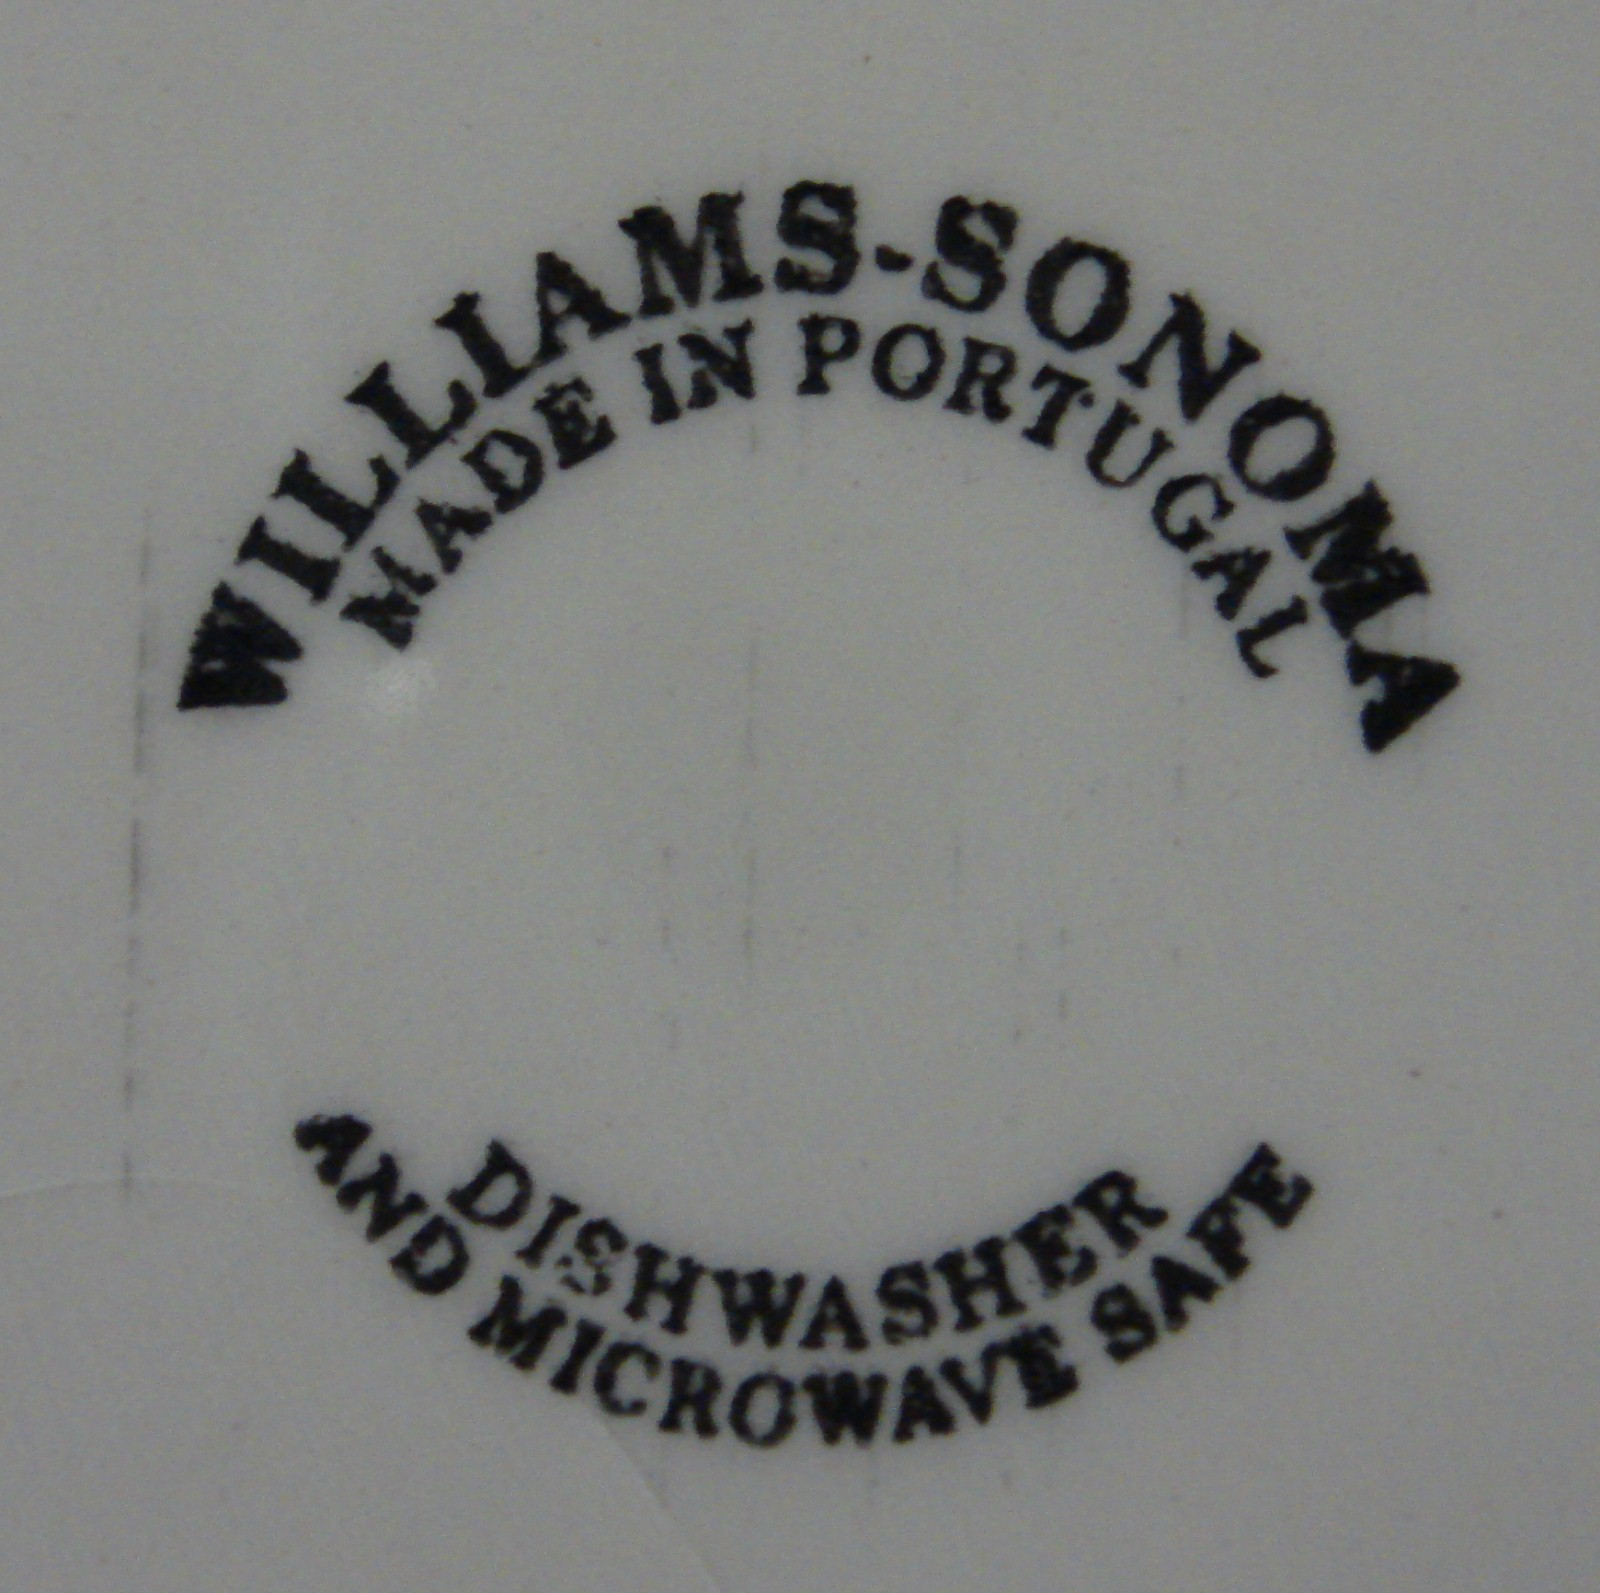 WILLIAMS-SONOMA
MADE IN PORTUGAL
DISHWASHER
AND MICROWAVE SAFE